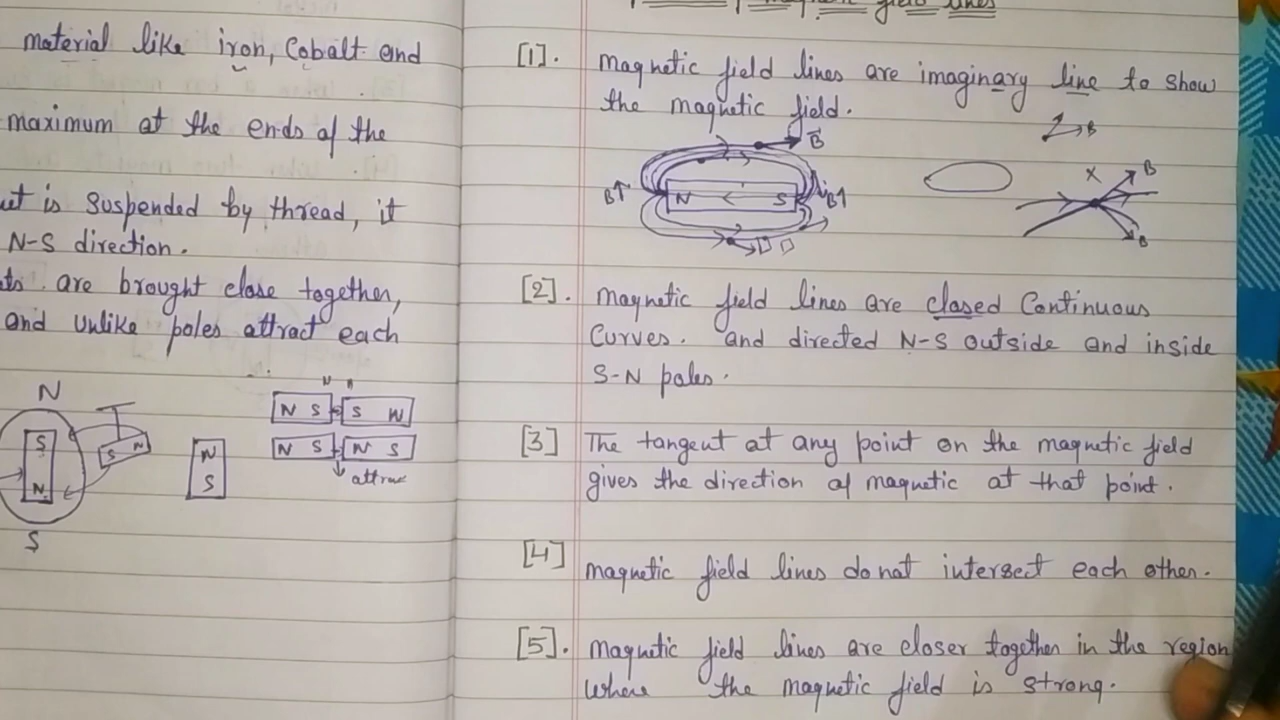 material like iron, Cobalt and
maximum at the ends of the
is suspended by thread, it
N-S direction.
are brought close together,
and unlike poles attract each
N
S
N
S
S
N
N
S
N S S N
N S N S
attrac
magnetic field lines
[1]. magnetic field lines are imaginary line to show
the magnetic field.
B
B
B
N S
B
X
B
B
[2]. magnetic field lines are closed Continuous
Curves. and directed N-S outside and inside
S-N poles.
[3] The tangent at any point on the magnetic field
gives the direction of magnetic at that point.
[4] magnetic field lines do not intersect each other.
[5]. magnetic field lines are closer together in the region
where the magnetic field is strong.